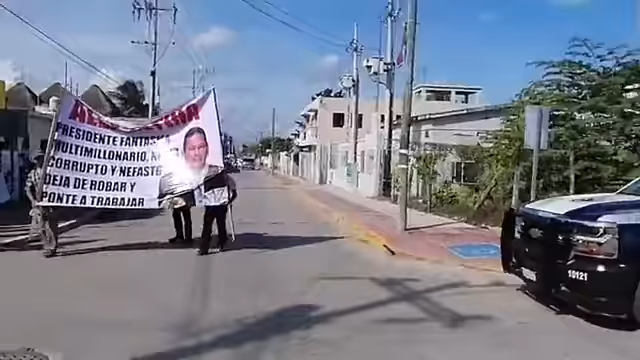 PRESIDENTE FANTASMA
MULTIMILLONARIO,
CORRUPTO Y NEFASTO
DEJA DE ROBAR Y
PONTE A TRABAJAR
10121